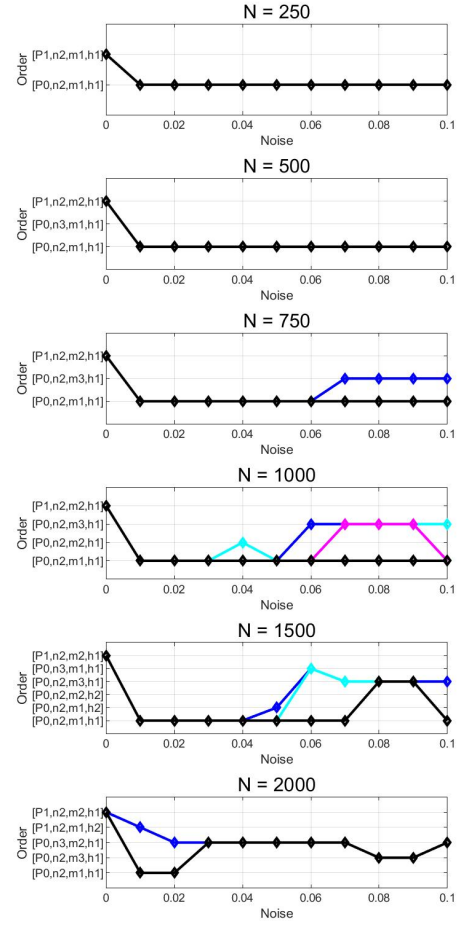 N = 250
[P1,n2,m1,h1]
[P0,n2,m1,h1]
Order
0 0.02 0.04 0.06 0.08 0.1
Noise
N = 500
[P1,n2,m2,h1]
[P0,n3,m1,h1]
[P0,n2,m1,h1]
Order
0 0.02 0.04 0.06 0.08 0.1
Noise
N = 750
[P1,n2,m2,h1]
[P0,n2,m3,h1]
[P0,n2,m1,h1]
Order
0 0.02 0.04 0.06 0.08 0.1
Noise
N = 1000
[P1,n2,m2,h1]
[P0,n2,m3,h1]
[P0,n2,m2,h1]
[P0,n2,m1,h1]
Order
0 0.02 0.04 0.06 0.08 0.1
Noise
N = 1500
[P1,n2,m2,h1]
[P0,n3,m1,h1]
[P0,n2,m3,h1]
[P0,n2,m2,h2]
[P0,n2,m1,h2]
[P0,n2,m1,h1]
Order
0 0.02 0.04 0.06 0.08 0.1
Noise
N = 2000
[P1,n2,m2,h1]
[P1,n2,m1,h2]
[P0,n3,m2,h1]
[P0,n2,m3,h1]
[P0,n2,m1,h1]
Order
0 0.02 0.04 0.06 0.08 0.1
Noise